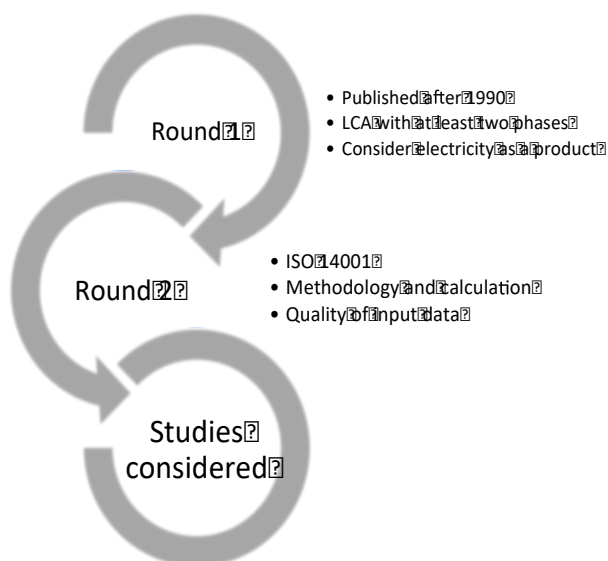 Round 1
• Published after 1990
• LCA with at least two phases
• Consider electricity as a product
Round 2
• ISO 14001
• Methodology and calculation
• Quality of input data
Studies
considered